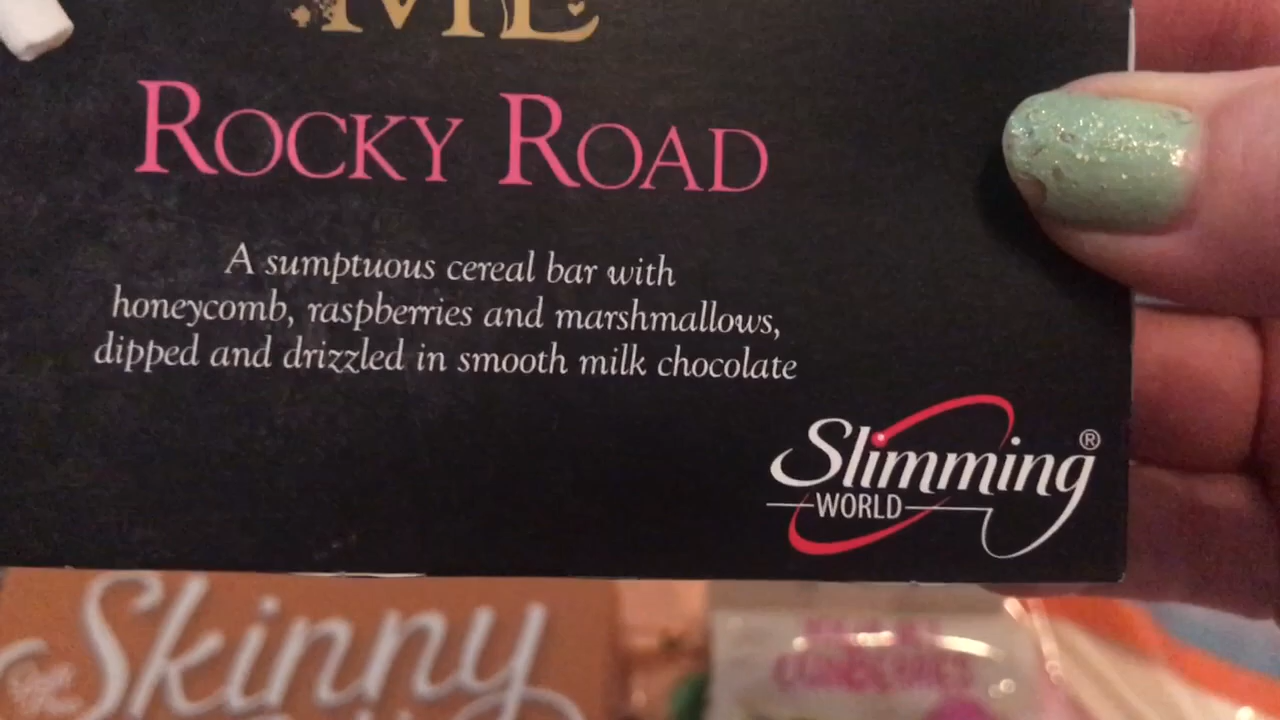 ME
ROCKY ROAD
A sumptuous cereal bar with
honeycomb, raspberries and marshmallows,
dipped and drizzled in smooth milk chocolate
Slimming®
WORLD
Skinny